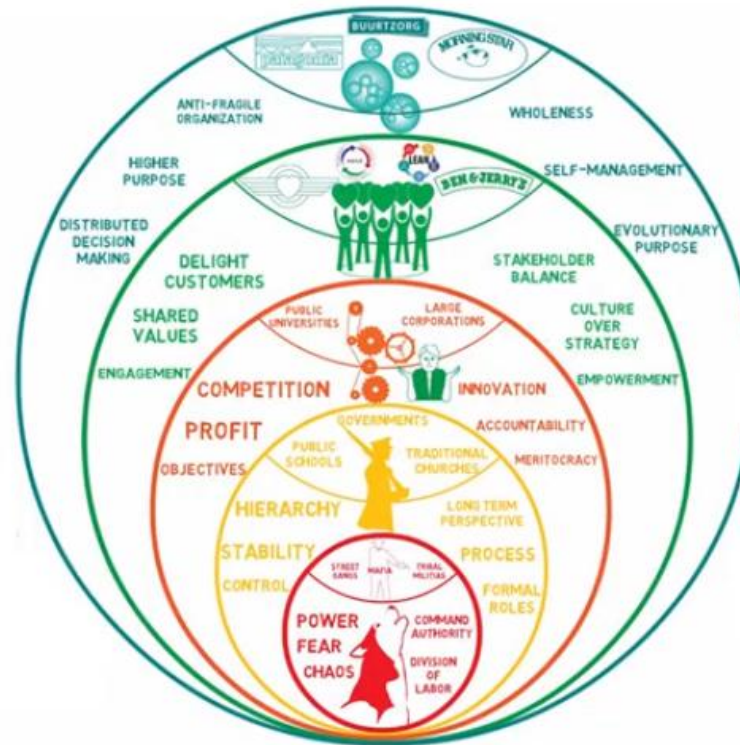 BUURTZORG
patagonia
MORNING STAR
ANTI-FRAGILE
ORGANIZATION
WHOLENESS
HIGHER
PURPOSE
SELF-MANAGEMENT
DISTRIBUTED
DECISION
MAKING
EVOLUTIONARY
PURPOSE
LEAN
BEN & JERRY'S
DELIGHT
CUSTOMERS
STAKEHOLDER
BALANCE
SHARED
VALUES
CULTURE
OVER
STRATEGY
ENGAGEMENT
EMPOWERMENT
PUBLIC
UNIVERSITIES
LARGE
CORPORATIONS
COMPETITION
INNOVATION
PROFIT
ACCOUNTABILITY
OBJECTIVES
MERITOCRACY
GOVERNMENTS
PUBLIC
SCHOOLS
TRADITIONAL
CHURCHES
HIERARCHY
LONG TERM
PERSPECTIVE
STABILITY
PROCESS
CONTROL
FORMAL
ROLES
STREET
GANGS
MAFIA
TRIBAL
MILITIAS
POWER
FEAR
CHAOS
COMMAND
AUTHORITY
DIVISION
OF
LABOR